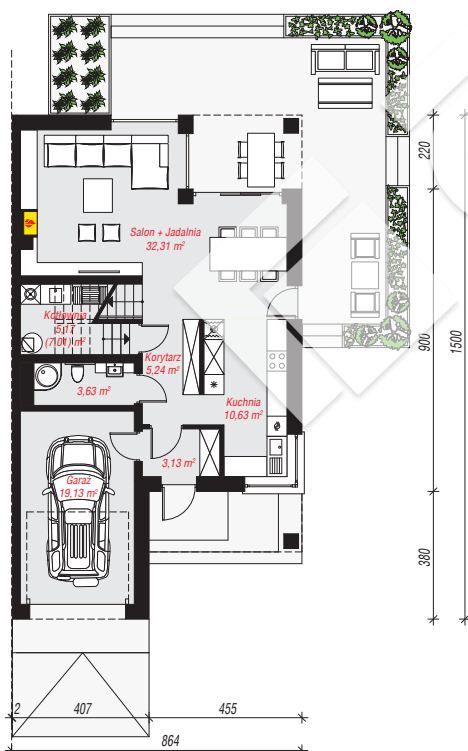 220
Salon + Jadalnia
32,31 m²
Kotłownia
5,17
(7,01) m²
Korytarz
5,24 m²
900
1500
3,63 m²
Kuchnia
10,63 m²
3,13 m²
Garaż
19,13 m²
380
2
407
455
864